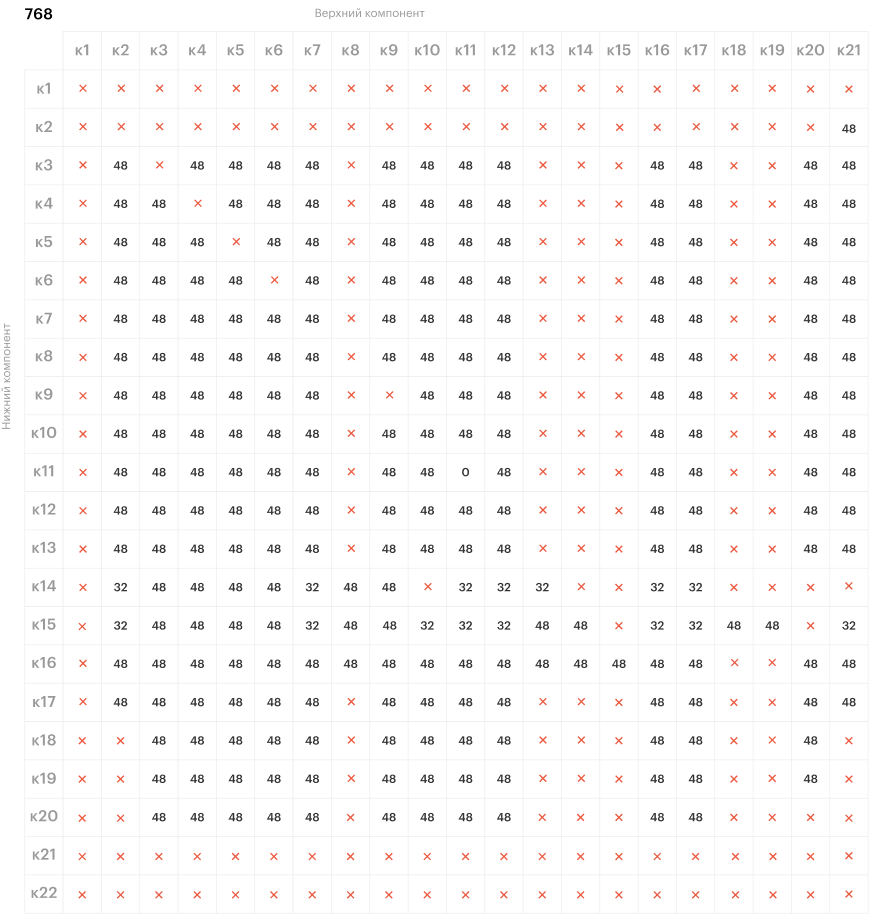 768
Верхний компонент
к1 к2 к3 к4 к5 к6 к7 к8 к9 к10 к11 к12 к13 к14 к15 к16 к17 к18 к19 к20 к21
Нижний компонент
к1 × × × × × × × × × × × × × × × × × × × × ×
к2 × × × × × × × × × × × × × × × × × × × × 48
к3 × 48 × 48 48 48 48 × 48 48 48 48 × × × 48 48 × × 48 48
к4 × 48 48 × 48 48 48 × 48 48 48 48 × × × 48 48 × × 48 48
к5 × 48 48 48 × 48 48 × 48 48 48 48 × × × 48 48 × × 48 48
к6 × 48 48 48 48 × 48 × 48 48 48 48 × × × 48 48 × × 48 48
к7 × 48 48 48 48 48 48 × 48 48 48 48 × × × 48 48 × × 48 48
к8 × 48 48 48 48 48 48 × 48 48 48 48 × × × 48 48 × × 48 48
к9 × 48 48 48 48 48 48 × × 48 48 48 × × × 48 48 × × 48 48
к10 × 48 48 48 48 48 48 × 48 48 48 48 × × × 48 48 × × 48 48
к11 × 48 48 48 48 48 48 × 48 48 0 48 × × × 48 48 × × 48 48
к12 × 48 48 48 48 48 48 × 48 48 48 48 × × × 48 48 × × 48 48
к13 × 48 48 48 48 48 48 × 48 48 48 48 × × × 48 48 × × 48 48
к14 × 32 48 48 48 48 32 48 48 × 32 32 32 × × 32 32 × × × ×
к15 × 32 48 48 48 48 32 48 48 32 32 32 48 48 × 32 32 48 48 × 32
к16 × 48 48 48 48 48 48 48 48 48 48 48 48 48 48 48 48 × × 48 48
к17 × 48 48 48 48 48 48 × 48 48 48 48 × × × 48 48 × × 48 48
к18 × × 48 48 48 48 48 × 48 48 48 48 × × × 48 48 × × 48 ×
к19 × × 48 48 48 48 48 × 48 48 48 48 × × × 48 48 × × 48 ×
к20 × × 48 48 48 48 48 × 48 48 48 48 × × × 48 48 × × × ×
к21 × × × × × × × × × × × × × × × × × × × × ×
к22 × × × × × × × × × × × × × × × × × × × × ×